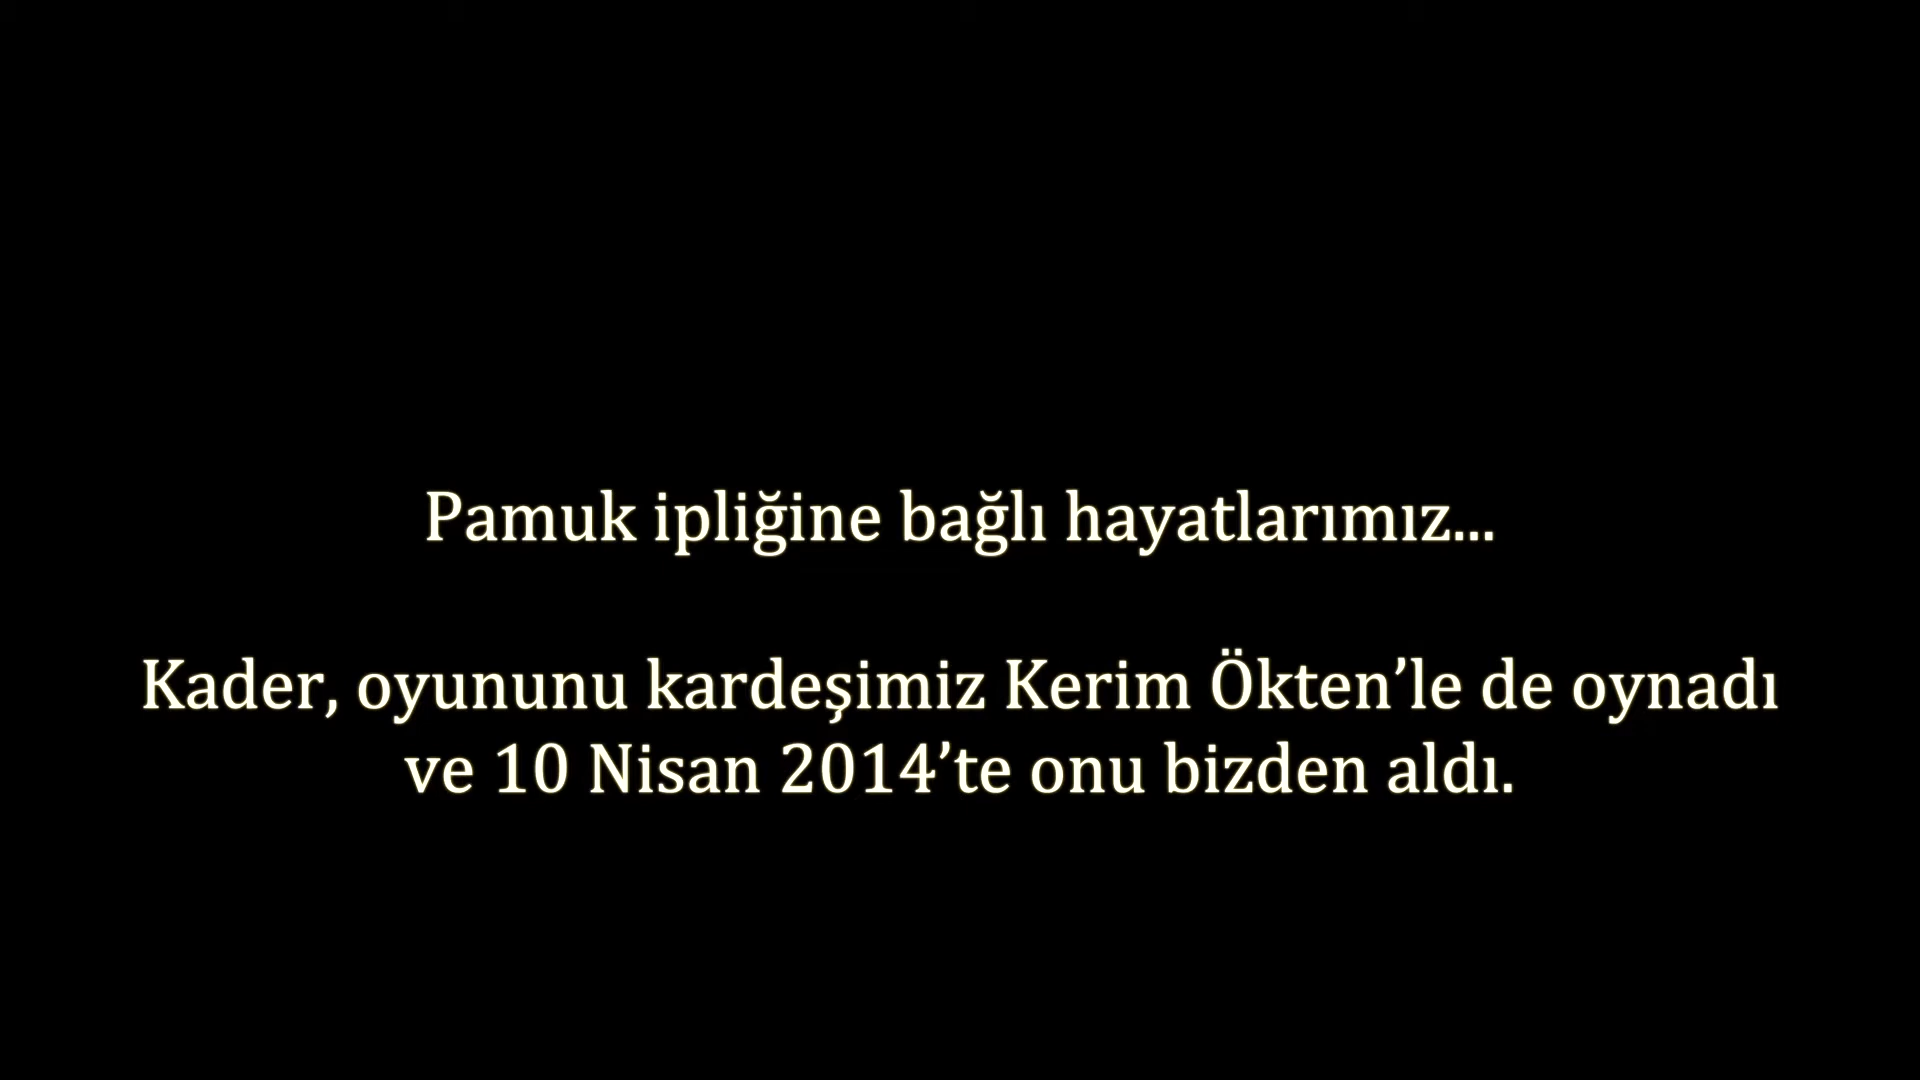 Pamuk ipliğine bağlı hayatlarımız...
Kader, oyununu kardeşimiz Kerim Ökten’le de oynadı
ve 10 Nisan 2014’te onu bizden aldı.